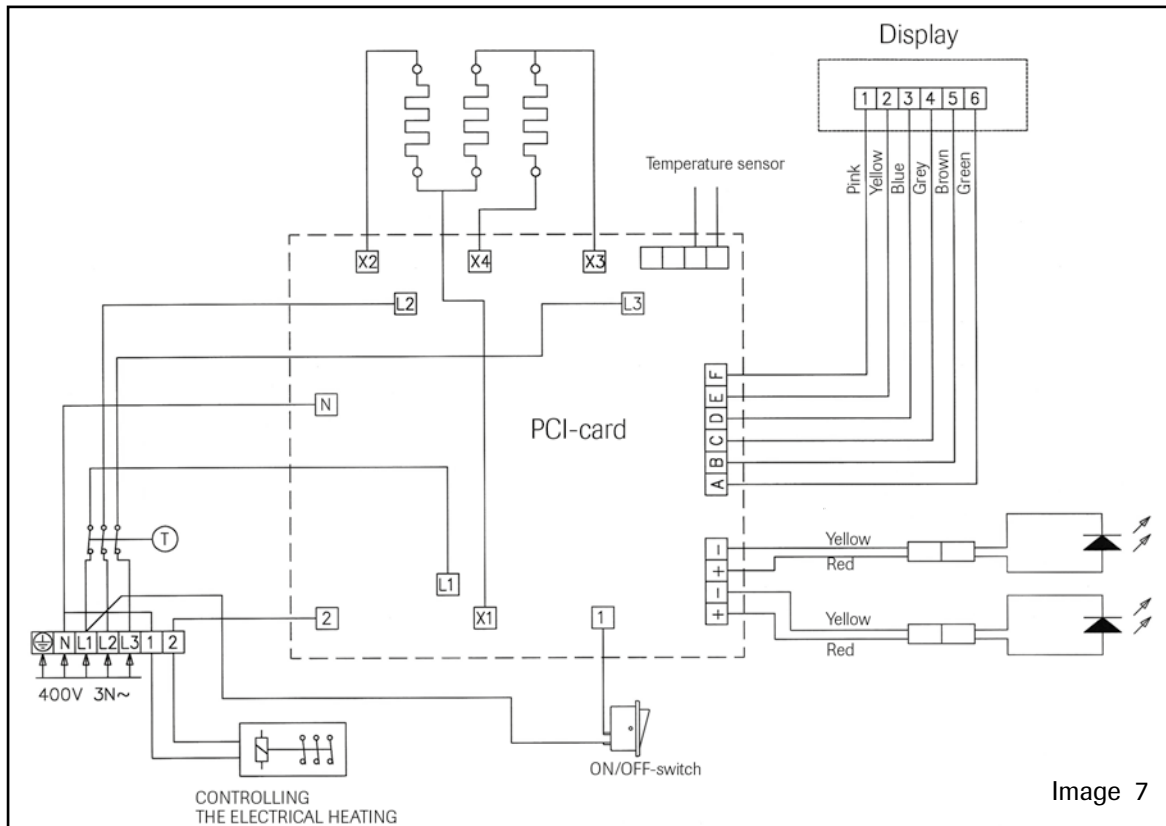 Display
1 2 3 4 5 6
Pink
Yellow
Blue
Grey
Brown
Green
Temperature sensor
X2 X4 X3
L2 L3
N
PCI-card
F
E
D
C
B
A
T
L1
2 X1 1
–
+
–
+
Yellow
Red
Yellow
Red
N L1 L2 L3 1 2
400V 3N~
ON/OFF-switch
CONTROLLING
THE ELECTRICAL HEATING
Image 7